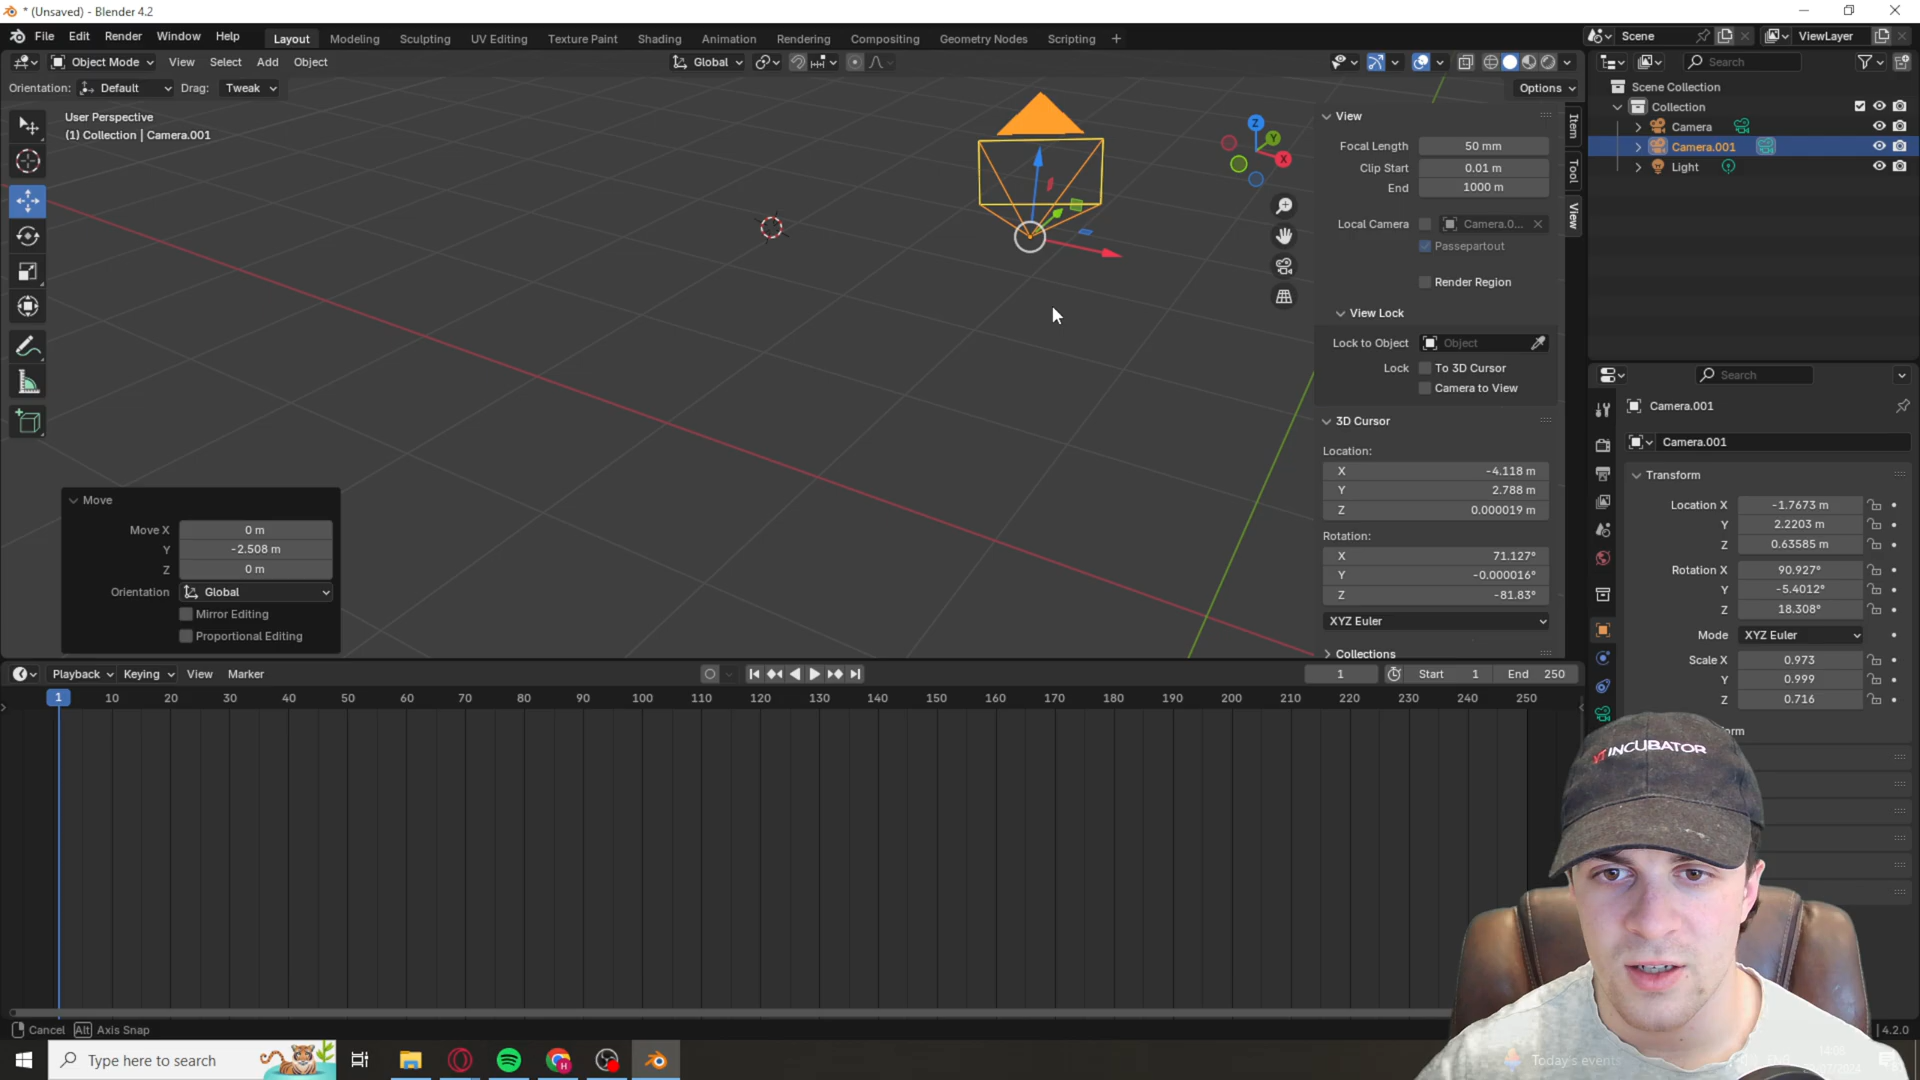 * (Unsaved) - Blender 4.2
File Edit Render Window Help
Layout Modeling Sculpting UV Editing Texture Paint Shading Animation Rendering Compositing Geometry Nodes Scripting +
Scene ViewLayer
Object Mode View Select Add Object
Global
Search
Orientation: Default Drag: Tweak
Options
Scene Collection
Collection
Camera
Camera.001
Light
User Perspective
(1) Collection | Camera.001
Z
Y
X
Item
Tool
View
View
Focal Length 50 mm
Clip Start 0.01 m
End 1000 m
Local Camera Camera.0...
Passepartout
Render Region
View Lock
Lock to Object Object
Lock To 3D Cursor
Camera to View
3D Cursor
Location:
X -4.118 m
Y 2.788 m
Z 0.000019 m
Rotation:
X 71.127°
Y -0.000016°
Z -81.83°
XYZ Euler
Collections
Search
Camera.001
Camera.001
Transform
Location X -1.7673 m
Y 2.2203 m
Z 0.63585 m
Rotation X 90.927°
Y -5.4012°
Z 18.308°
Mode XYZ Euler
Scale X 0.973
Y 0.999
Z 0.716
Move
Move X 0 m
Y -2.508 m
Z 0 m
Orientation Global
Mirror Editing
Proportional Editing
Playback Keying View Marker
1 Start 1 End 250
1 10 20 30 40 50 60 70 80 90 100 110 120 130 140 150 160 170 180 190 200 210 220 230 240 250
INCUBATOR
Cancel Alt Axis Snap
4.2.0
Type here to search
Today's events
ENG